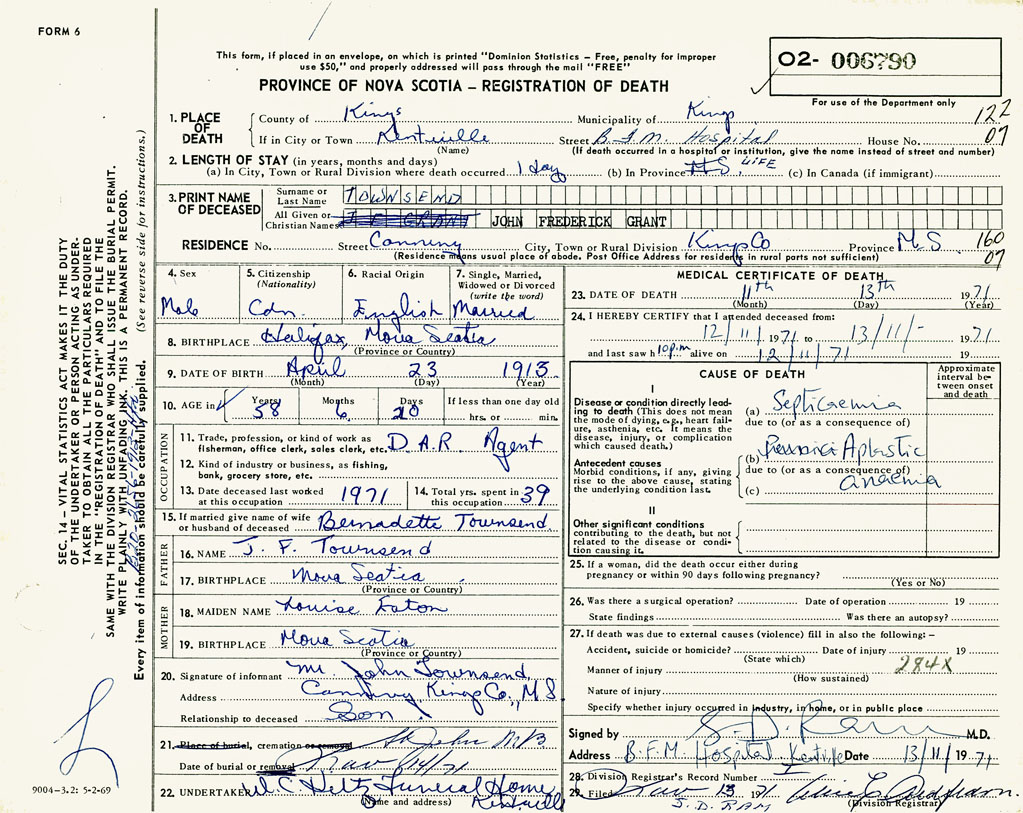 FORM 6
This form, if placed in an envelope, on which is printed "Dominion Statistics – Free, penalty for Improper
use $50," and properly addressed will pass through the mail "FREE"
O2- 006790
PROVINCE OF NOVA SCOTIA – REGISTRATION OF DEATH
For use of the Department only
1. PLACE OF DEATH
County of Kings Municipality of Kings 122
If in City or Town Kentville Street B.F.M. Hospital House No. 07
(Name) (If death occurred in a hospital or institution, give the name instead of street and number)
2. LENGTH OF STAY (in years, months and days)
(a) In City, Town or Rural Division where death occurred 1 day (b) In Province N.S. LIFE (c) In Canada (if immigrant)
3. PRINT NAME OF DECEASED
Surname or Last Name TOWNSEND
All Given or Christian Names J F GRANT JOHN FREDERICK GRANT
RESIDENCE No. Street Canning City, Town or Rural Division Kings Co Province N.S 160
(Residence means usual place of abode. Post Office Address for residents in rural parts not sufficient) 07
4. Sex
Male
5. Citizenship (Nationality)
Cdn.
6. Racial Origin
English
7. Single, Married, Widowed or Divorced (write the word)
Married
8. BIRTHPLACE Halifax, Nova Scotia
(Province or Country)
9. DATE OF BIRTH April 23 1913
(Month) (Day) (Year)
10. AGE in Years Months Days If less than one day old
58 6 20 hrs. or min.
OCCUPATION
11. Trade, profession, or kind of work as
fisherman, office clerk, sales clerk, etc. D.A.R Agent
12. Kind of industry or business, as fishing,
bank, grocery store, etc.
13. Date deceased last worked at this occupation 1971
14. Total yrs. spent in this occupation 39
15. If married give name of wife
or husband of deceased Bernadette Townsend
FATHER
16. NAME J. F. Townsend
17. BIRTHPLACE Nova Scotia
(Province or Country)
MOTHER
18. MAIDEN NAME Louise Eaton
19. BIRTHPLACE Nova Scotia
(Province or Country)
20. Signature of informant Mr. John Townsend
Address Canning Kings Co., N S
Relationship to deceased Son
21. Place of burial, cremation or removal St John N.B
Date of burial or removal Nov 14/71
22. UNDERTAKER W C Hiltz Funeral Home
(Name and address) Kentville
MEDICAL CERTIFICATE OF DEATH
23. DATE OF DEATH 11th 13th 1971
(Month) (Day) (Year)
24. I HEREBY CERTIFY that I attended deceased from:
12/11/1971 to 13/11/- 1971
and last saw h 10 p.m alive on 12/11/71 19
CAUSE OF DEATH
Approximate interval between onset and death
I
Disease or condition directly leading
to death (This does not mean
the mode of dying, e.g., heart failure,
asthenia, etc. It means the
disease, injury, or complication
which caused death.)
(a) Septicaemia
due to (or as a consequence of)
Antecedent causes
Morbid conditions, if any, giving
rise to the above cause, stating
the underlying condition last.
(b) Aplastic
due to (or as a consequence of)
(c) anaemia
II
Other significant conditions
contributing to the death, but not
related to the disease or condition
causing it.
25. If a woman, did the death occur either during
pregnancy or within 90 days following pregnancy?
(Yes or No)
26. Was there a surgical operation? Date of operation 19
State findings Was there an autopsy?
27. If death was due to external causes (violence) fill in also the following: –
Accident, suicide or homicide? Date of injury 19
(State which) 284X
Manner of injury
(How sustained)
Nature of injury
Specify whether injury occurred in industry, in home, or in public place
Signed by S. D. Ram M.D.
Address B.F.M. Hospital Kentville Date 13/11/1971
28. Division Registrar's Record Number
29. Filed Nov 13 1971
S. D. RAM (Division Registrar)
SEC. 14 – VITAL STATISTICS ACT MAKES IT THE DUTY
OF THE UNDERTAKER OR PERSON ACTING AS UNDER-
TAKER TO OBTAIN ALL THE PARTICULARS REQUIRED
IN THE "REGISTRATION OF DEATH" AND TO FILE THE
SAME WITH THE DIVISION REGISTRAR WHO SHALL ISSUE THE BURIAL PERMIT.
WRITE PLAINLY WITH UNFADING INK. THIS IS A PERMANENT RECORD.
Every item of information should be carefully supplied. (See reverse side for instructions.)
9004–3.2: 5-2-69